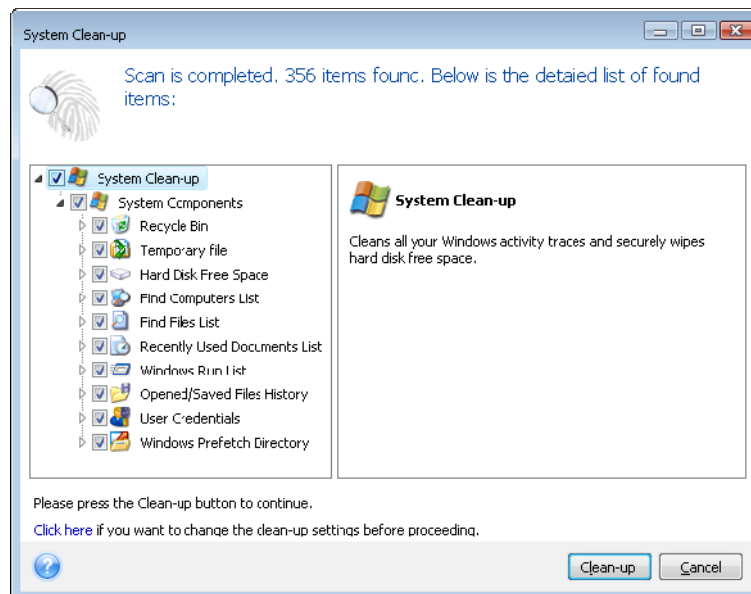 System Clean-up
Scan is completed. 356 items found. Below is the detaied list of found
items:
System Clean-up
System Components
Recycle Bin
Temporary file
Hard Disk Free Space
Find Computers List
Find Files List
Recently Used Documents List
Windows Run List
Opened/Saved Files History
User Credentials
Windows Prefetch Directory
System Clean-up
Cleans all your Windows activity traces and securely wipes
hard disk free space.
Please press the Clean-up button to continue.
Click here if you want to change the clean-up settings before proceeding.
Clean-up
Cancel